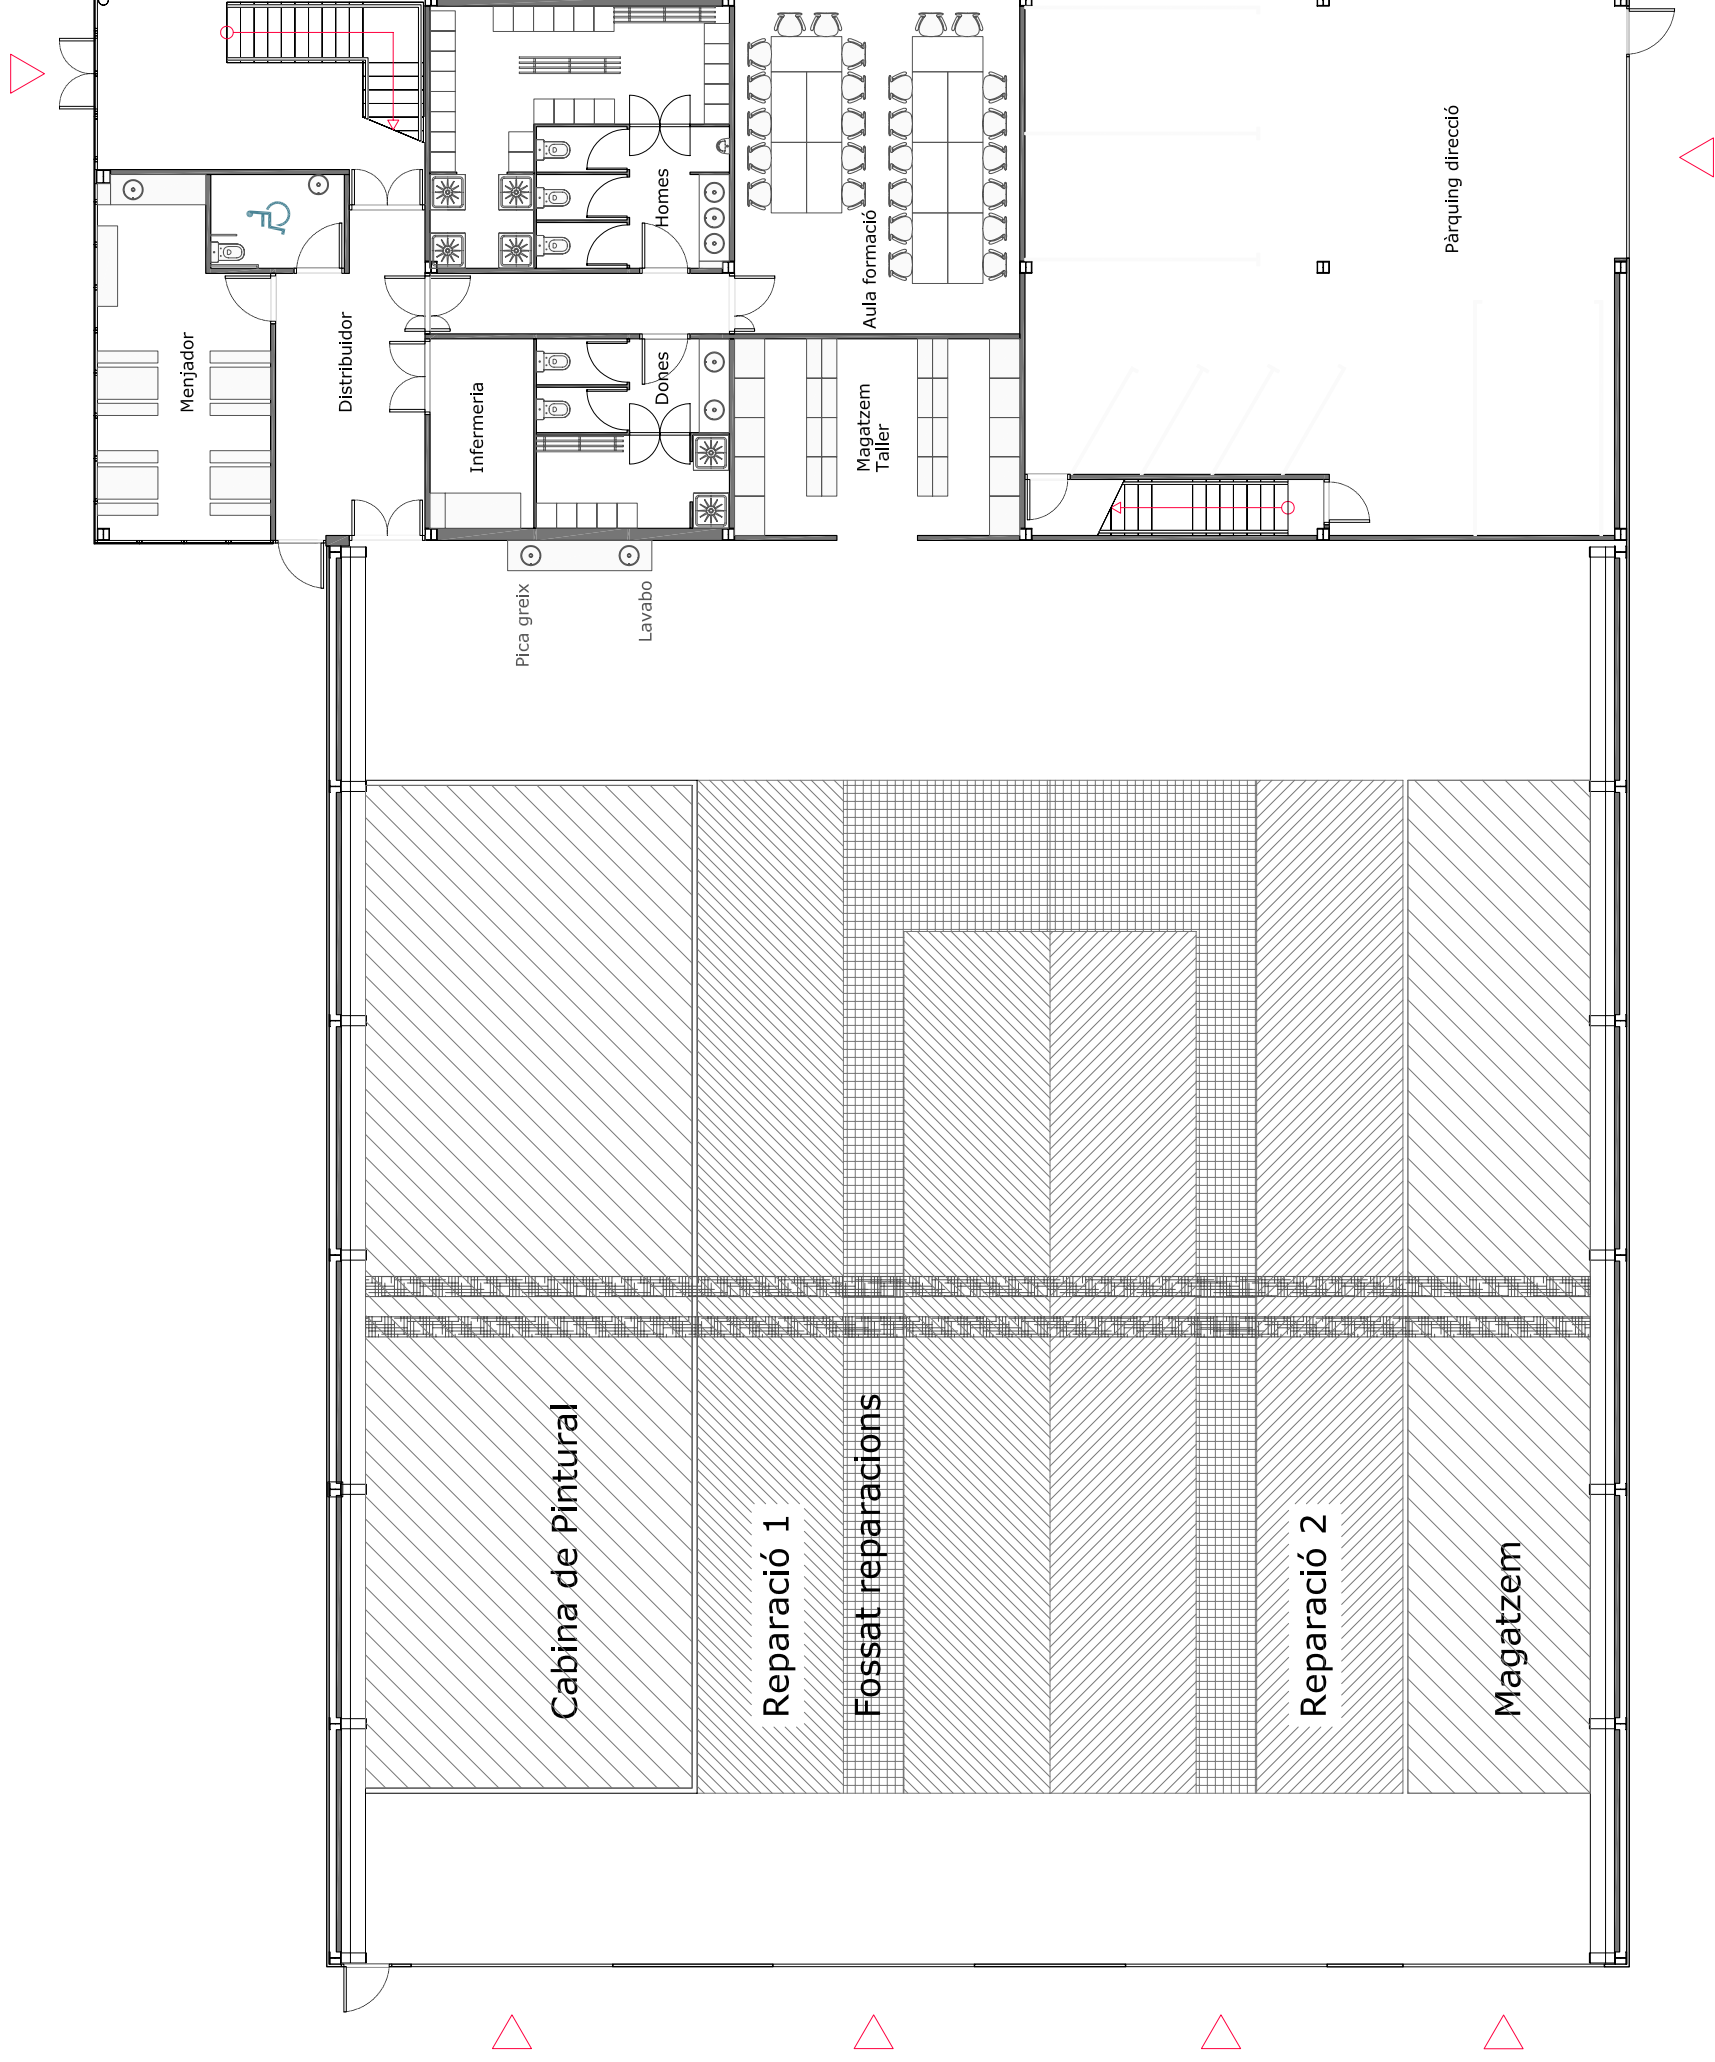 Menjador
Distribuidor
Infermeria
Homes
Dones
Aula formació
Magatzem
Taller
Pàrquing direcció
Pica greix
Lavabo
Cabina de Pintural
Reparació 1
Fossat reparacions
Reparació 2
Magatzem